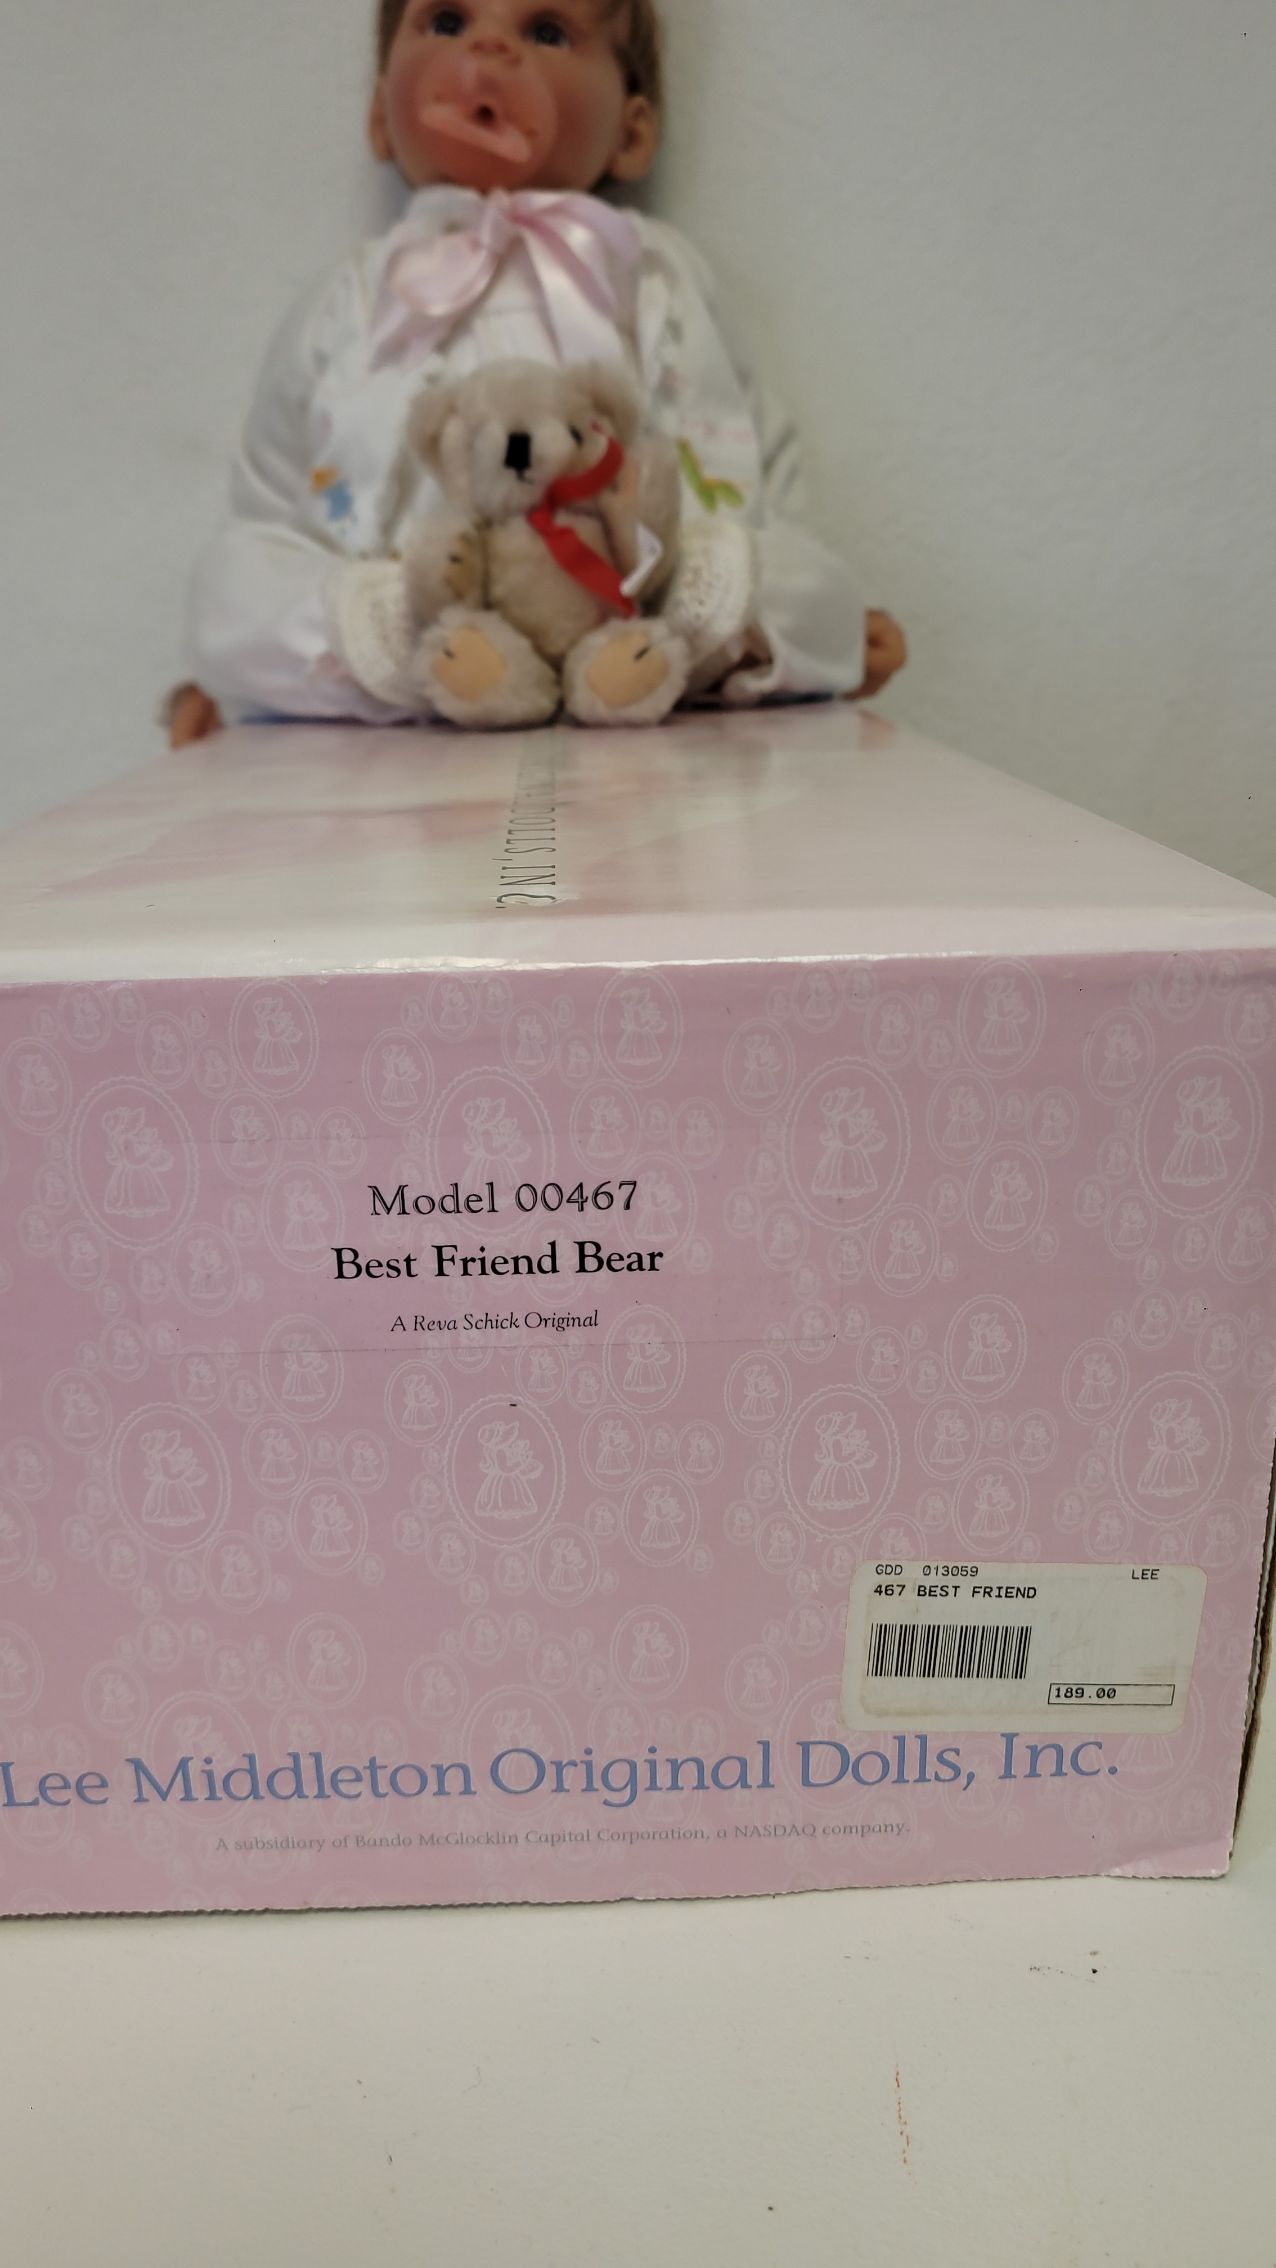 DOLLS, INC.
Model 00467
Best Friend Bear
A Reva Schick Original
GDD 013059 LEE
467 BEST FRIEND
189.00
Lee Middleton Original Dolls, Inc.
A subsidiary of Bando McGlocklin Capital Corporation, a NASDAQ company.